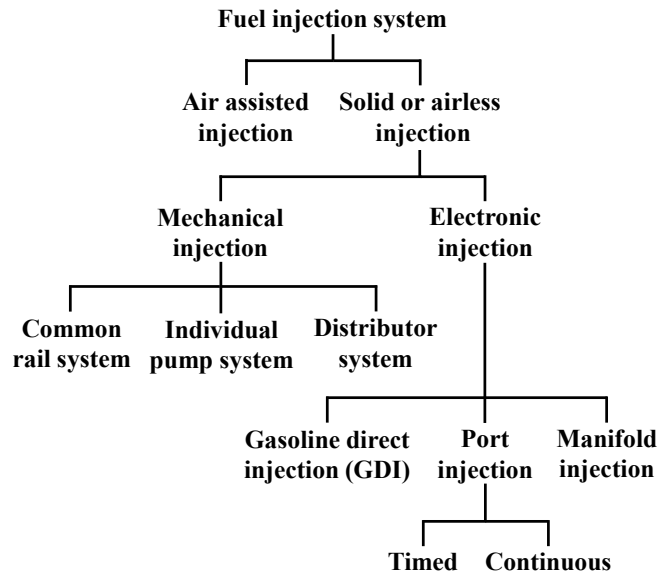 Fuel injection system
Air assisted
injection
Solid or airless
injection
Mechanical
injection
Electronic
injection
Common
rail system
Individual
pump system
Distributor
system
Gasoline direct
injection (GDI)
Port
injection
Manifold
injection
Timed
Continuous